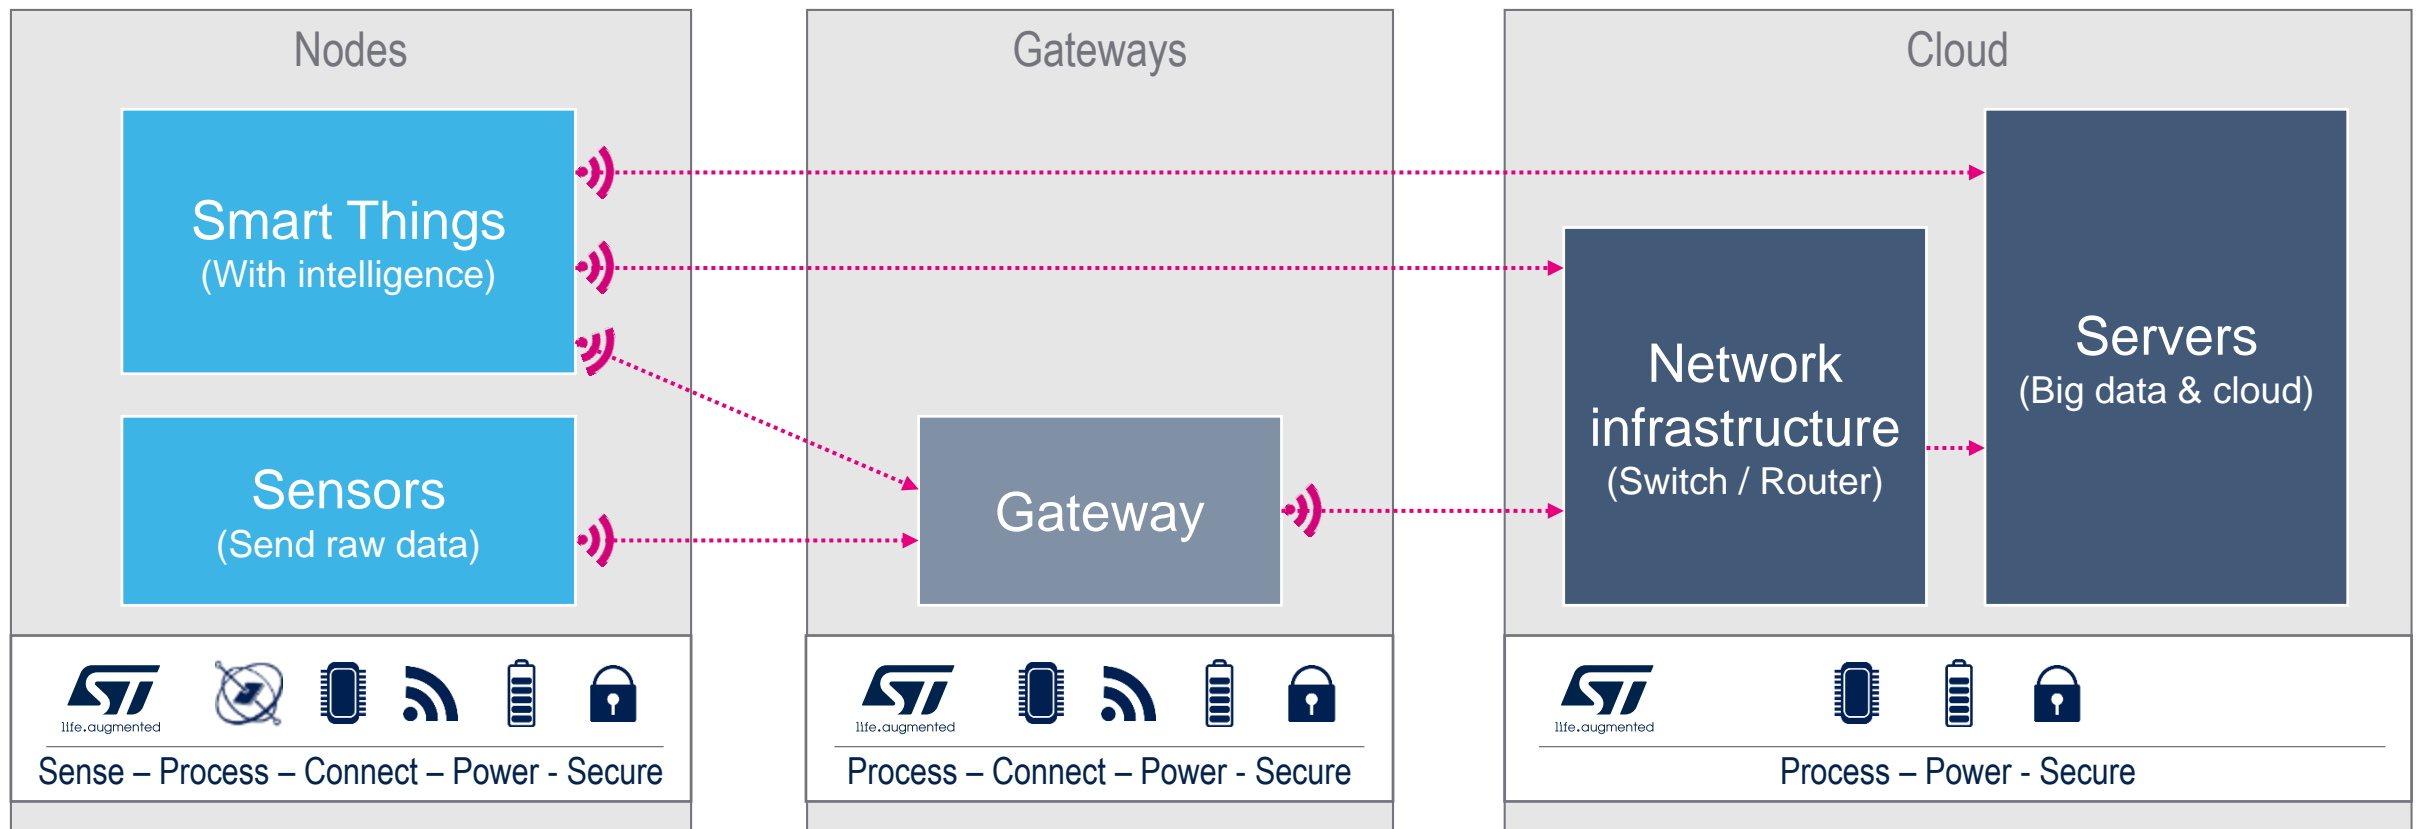 Nodes
Smart Things
(With intelligence)
Sensors
(Send raw data)
life.augmented
Sense – Process – Connect – Power - Secure
Gateways
Gateway
life.augmented
Process – Connect – Power - Secure
Cloud
Network
infrastructure
(Switch / Router)
Servers
(Big data & cloud)
life.augmented
Process – Power - Secure